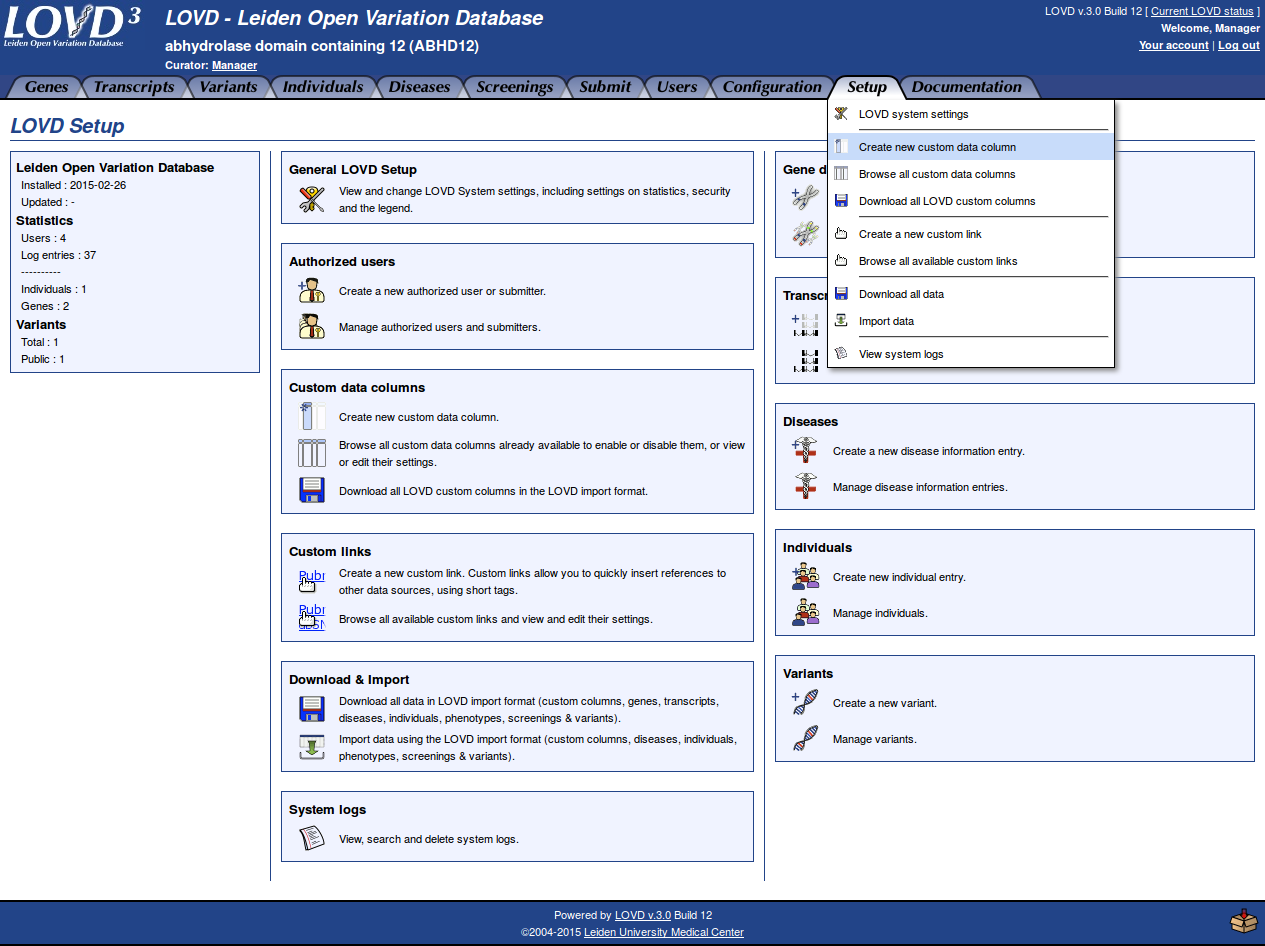 LOVD 3
Leiden Open Variation Database
LOVD - Leiden Open Variation Database
abhydrolase domain containing 12 (ABHD12)
Curator: Manager
LOVD v.3.0 Build 12 [ Current LOVD status ]
Welcome, Manager
Your account | Log out
Genes Transcripts Variants Individuals Diseases Screenings Submit Users Configuration Setup Documentation
LOVD Setup
Leiden Open Variation Database
Installed : 2015-02-26
Updated : -
Statistics
Users : 4
Log entries : 37
----------
Individuals : 1
Genes : 2
Variants
Total : 1
Public : 1
General LOVD Setup
View and change LOVD System settings, including settings on statistics, security
and the legend.
Authorized users
Create a new authorized user or submitter.
Manage authorized users and submitters.
Custom data columns
Create new custom data column.
Browse all custom data columns already available to enable or disable them, or view
or edit their settings.
Download all LOVD custom columns in the LOVD import format.
Custom links
Create a new custom link. Custom links allow you to quickly insert references to
other data sources, using short tags.
Browse all available custom links and view and edit their settings.
Download & Import
Download all data in LOVD import format (custom columns, genes, transcripts,
diseases, individuals, phenotypes, screenings & variants).
Import data using the LOVD import format (custom columns, diseases, individuals,
phenotypes, screenings & variants).
System logs
View, search and delete system logs.
LOVD system settings
Create new custom data column
Browse all custom data columns
Download all LOVD custom columns
Create a new custom link
Browse all available custom links
Download all data
Import data
View system logs
Gene d
Transcr
Diseases
Create a new disease information entry.
Manage disease information entries.
Individuals
Create new individual entry.
Manage individuals.
Variants
Create a new variant.
Manage variants.
Powered by LOVD v.3.0 Build 12
©2004-2015 Leiden University Medical Center